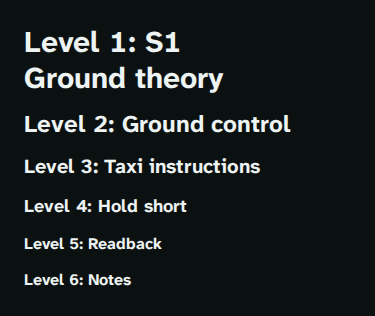 Level 1: S1
Ground theory
Level 2: Ground control
Level 3: Taxi instructions
Level 4: Hold short
Level 5: Readback
Level 6: Notes